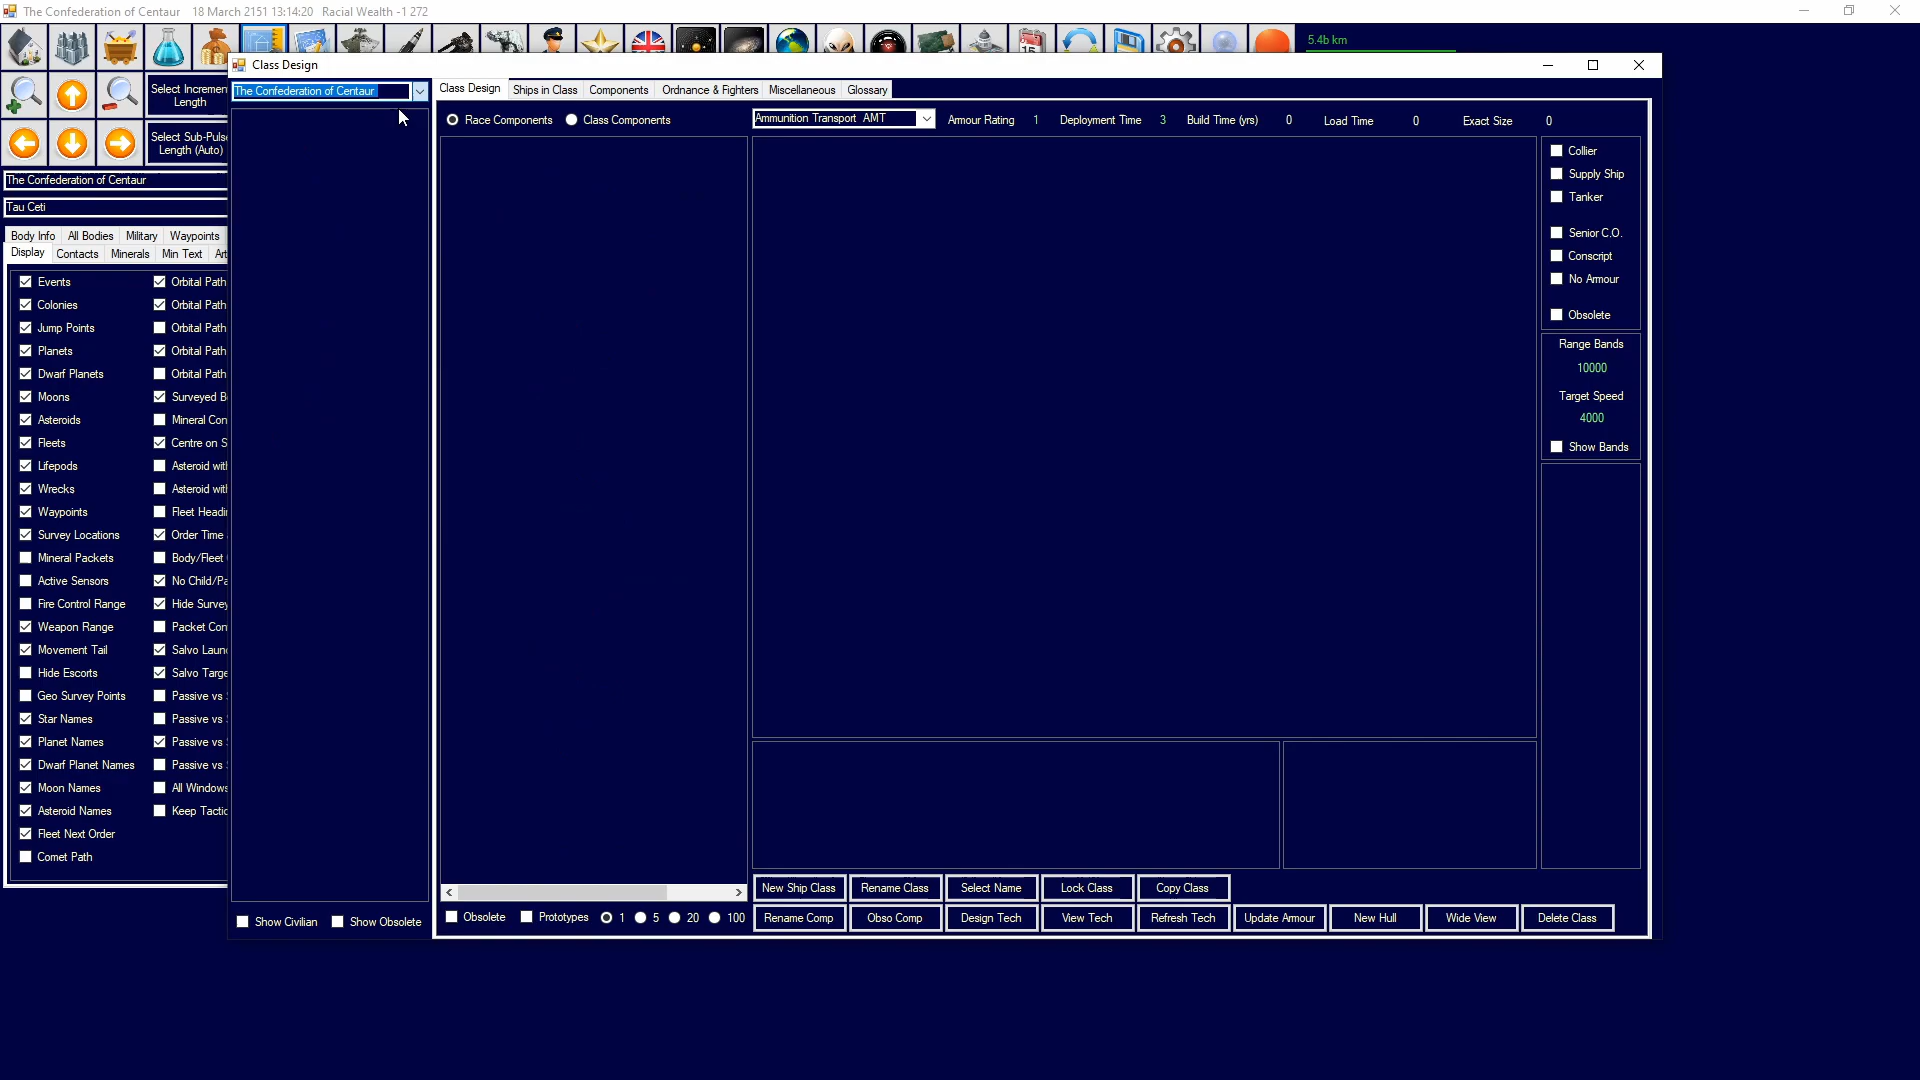 The Confederation of Centaur 18 March 2151 13:14:20 Racial Wealth -1 272
5.4b km
Class Design
Select Increment
Length
Select Sub-Pulse
Length (Auto)
The Confederation of Centaur
Tau Ceti
Body Info All Bodies Military Waypoints
Display Contacts Minerals Min Text Art
Events Orbital Path
Colonies Orbital Path
Jump Points Orbital Path
Planets Orbital Path
Dwarf Planets Orbital Path
Moons Surveyed B
Asteroids Mineral Con
Fleets Centre on S
Lifepods Asteroid with
Wrecks Asteroid with
Waypoints Fleet Headi
Survey Locations Order Time
Mineral Packets Body/Fleet
Active Sensors No Child/Pa
Fire Control Range Hide Survey
Weapon Range Packet Con
Movement Tail Salvo Laun
Hide Escorts Salvo Targe
Geo Survey Points Passive vs
Star Names Passive vs
Planet Names Passive vs
Dwarf Planet Names Passive vs
Moon Names All Windows
Asteroid Names Keep Tactic
Fleet Next Order
Comet Path
The Confederation of Centaur
Show Civilian Show Obsolete
Class Design Ships in Class Components Ordnance & Fighters Miscellaneous Glossary
Race Components Class Components Ammunition Transport AMT Armour Rating 1 Deployment Time 3 Build Time (yrs) 0 Load Time 0 Exact Size 0
Collier
Supply Ship
Tanker
Senior C.O.
Conscript
No Armour
Obsolete
Range Bands
10000
Target Speed
4000
Show Bands
New Ship Class Rename Class Select Name Lock Class Copy Class
Obsolete Prototypes 1 5 20 100 Rename Comp Obso Comp Design Tech View Tech Refresh Tech Update Armour New Hull Wide View Delete Class